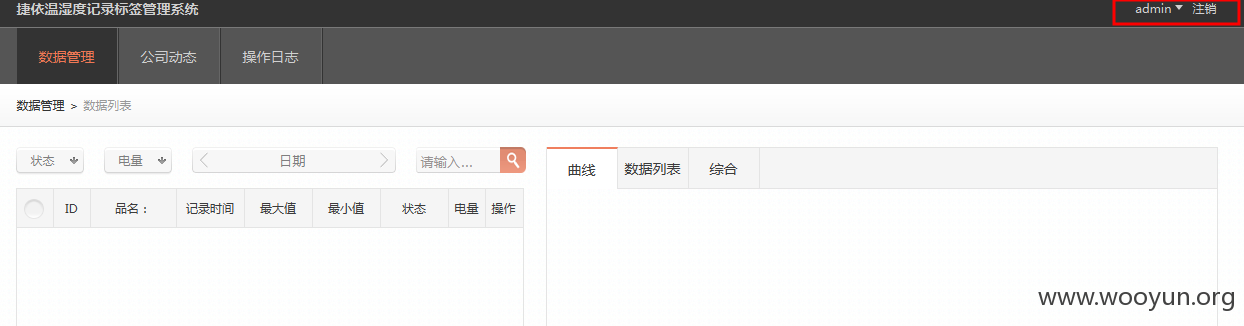 捷依温湿度记录标签管理系统 admin 注销
数据管理 公司动态 操作日志
数据管理 > 数据列表
状态 电量 日期 请输入...
曲线 数据列表 综合
ID 品名： 记录时间 最大值 最小值 状态 电量 操作
www.wooyun.org